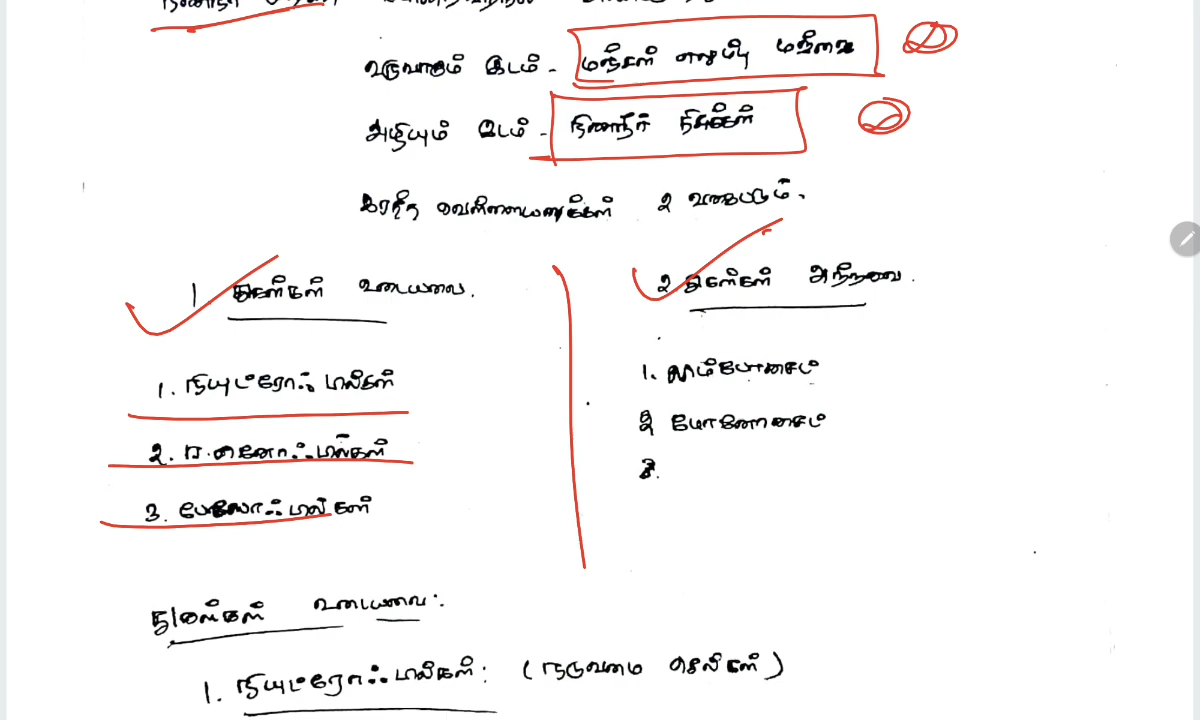 உருவாகும் இடம் - மஞ்சள் எலும்பு மஜ்ஜை
அழியும் இடம் - நிணநீர்
இரத்த வெள்ளையணுக்கள் 2 வகைப்படும்.
1 துகள்கள் உடையவை.
2 துகள்கள் அற்றவை.
1. நியுட்ரோஃபில்கள்
1. லிம்போசைட்
2. ஈ.சினோஃபில்கள்
2 மோனோசைட்
3. பேசோஃபில்கள்
3.
துகள்கள் உடையவை:
1. நியுட்ரோஃபில்கள்: (நடுவமை செல்கள்)